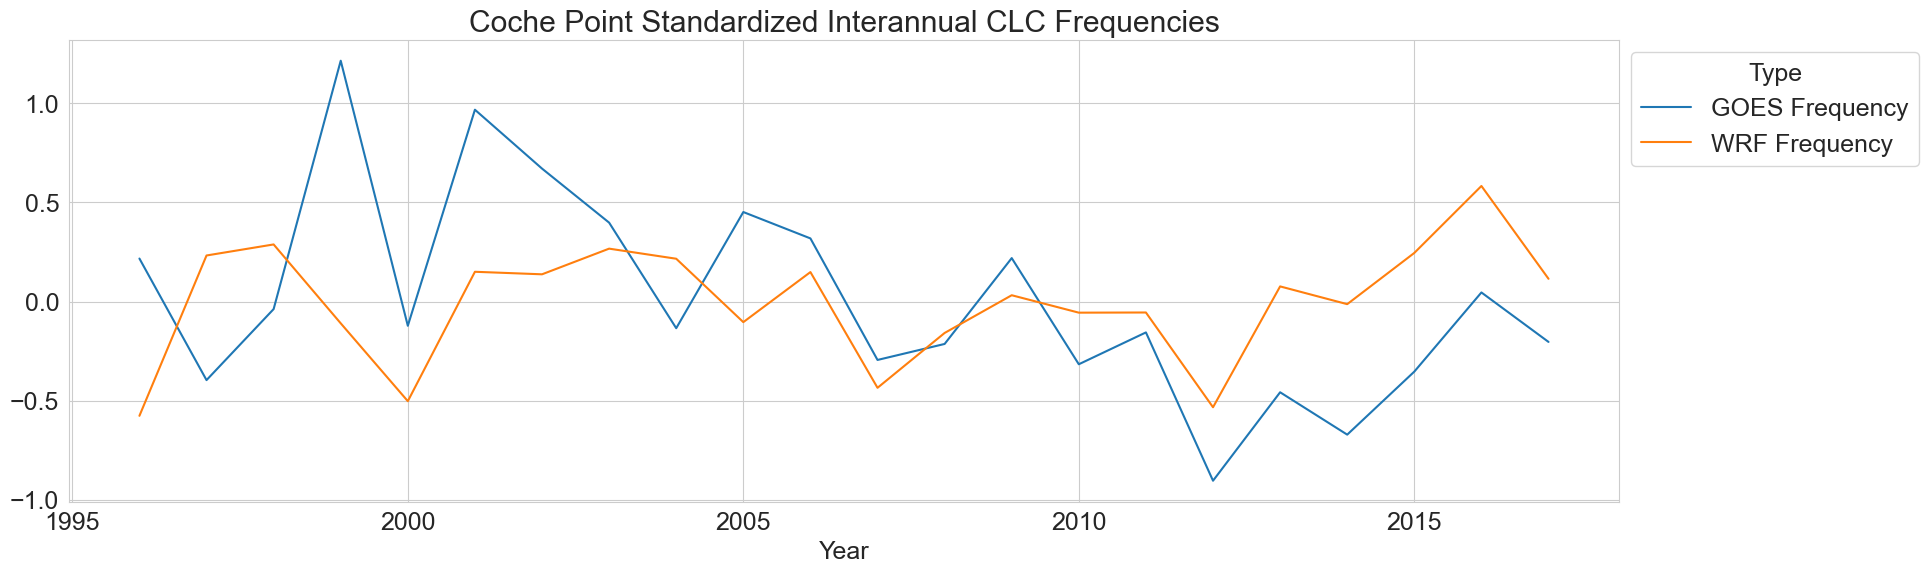 Coche Point Standardized Interannual CLC Frequencies
Type
GOES Frequency
WRF Frequency
1.0
0.5
0.0
−0.5
−1.0
1995 2000 2005 2010 2015
Year